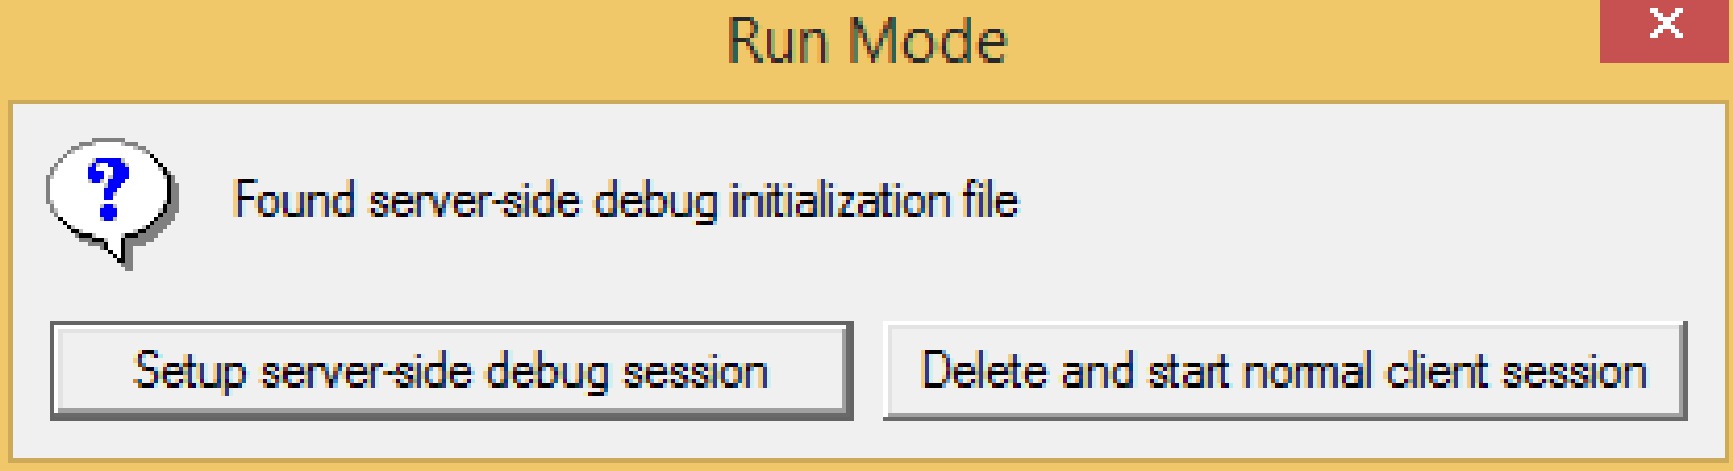 Run Mode
Found server-side debug initialization file
Setup server-side debug session
Delete and start normal client session